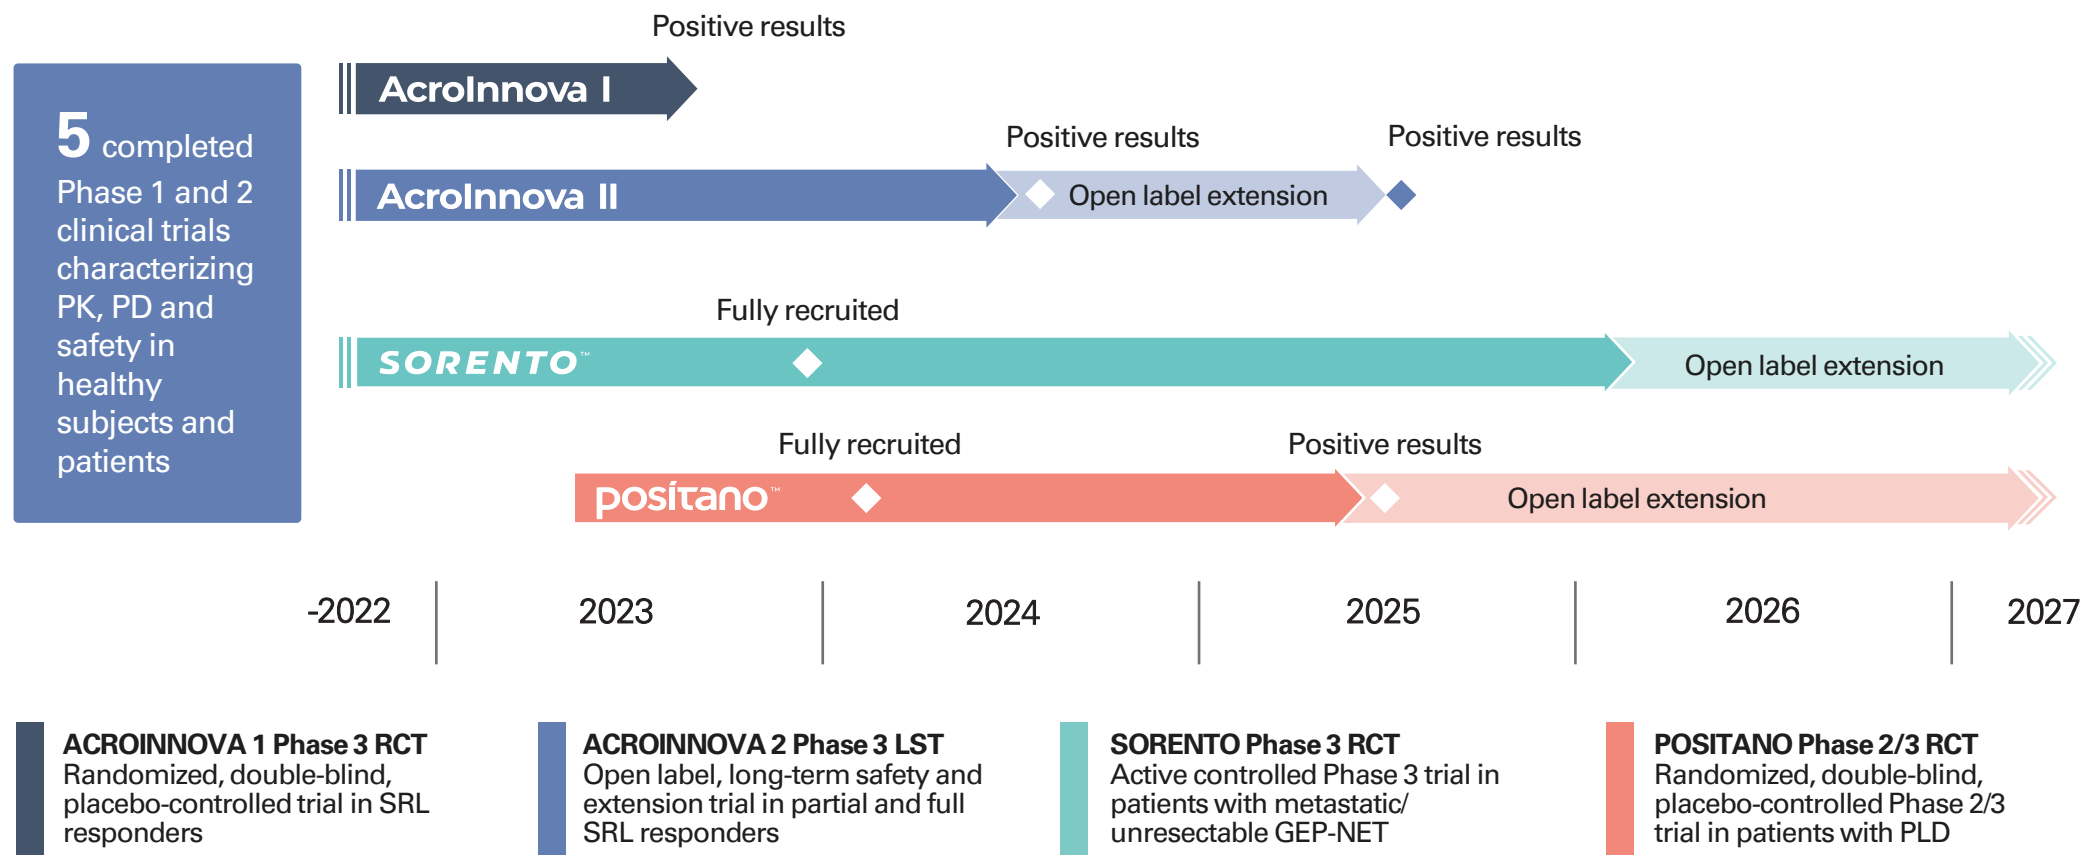 Positive results
AcroInnova I
5 completed
Phase 1 and 2
clinical trials
characterizing
PK, PD and
safety in
healthy
subjects and
patients
Positive results
Positive results
AcroInnova II
Open label extension
Fully recruited
SORENTO™
Open label extension
Fully recruited
Positive results
posítano™
Open label extension
-2022
2023
2024
2025
2026
2027
ACROINNOVA 1 Phase 3 RCT
Randomized, double-blind,
placebo-controlled trial in SRL
responders
ACROINNOVA 2 Phase 3 LST
Open label, long-term safety and
extension trial in partial and full
SRL responders
SORENTO Phase 3 RCT
Active controlled Phase 3 trial in
patients with metastatic/
unresectable GEP-NET
POSITANO Phase 2/3 RCT
Randomized, double-blind,
placebo-controlled Phase 2/3
trial in patients with PLD